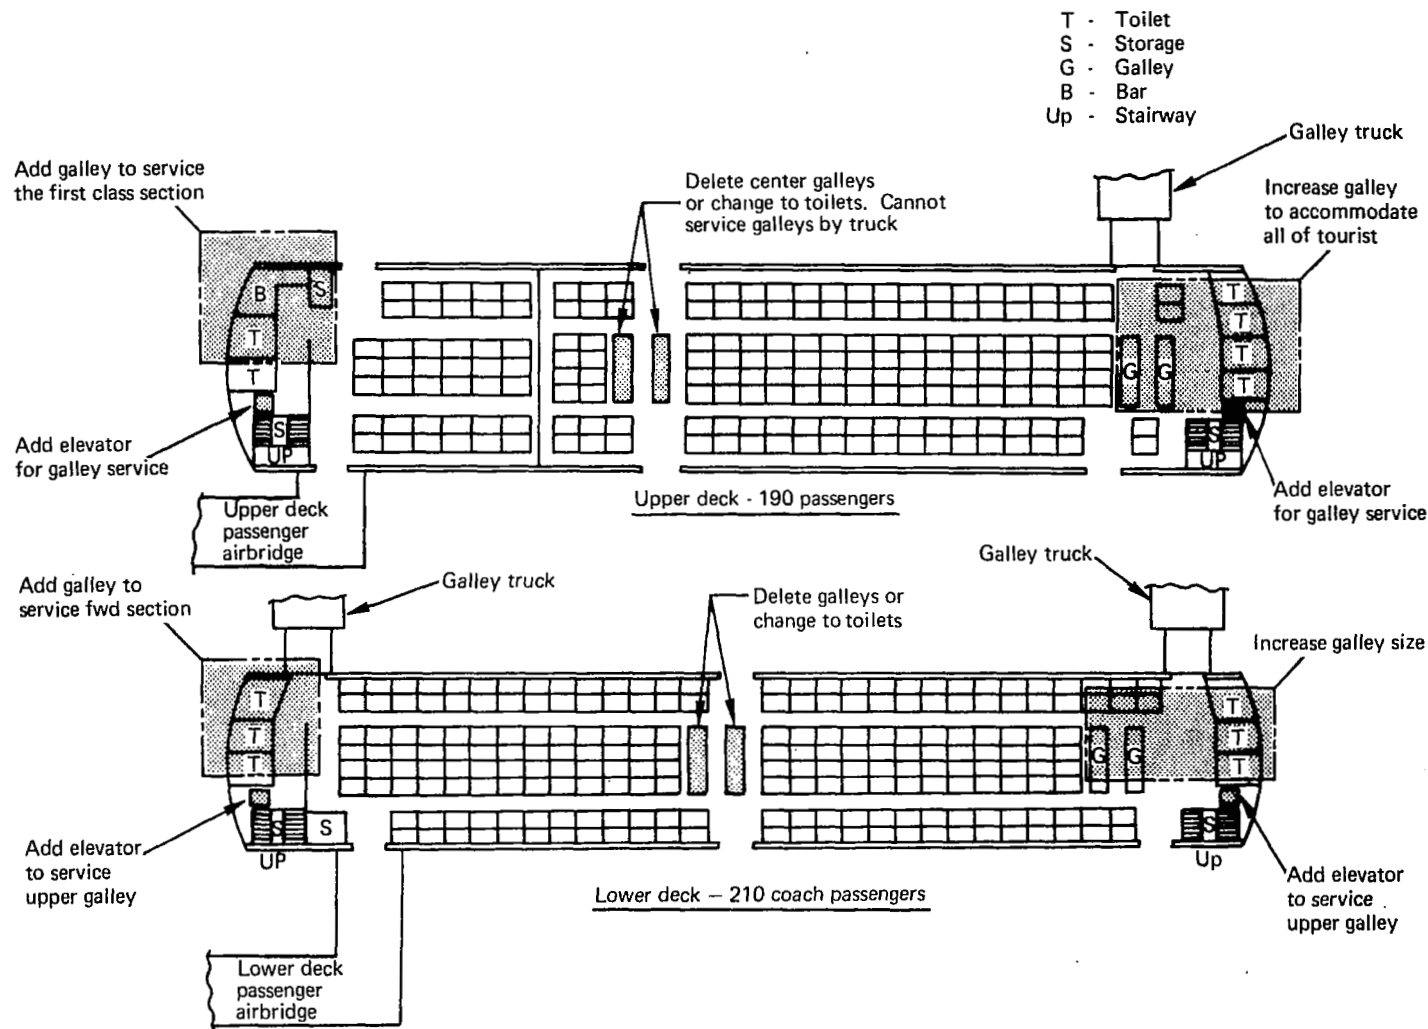 T - Toilet
S - Storage
G - Galley
B - Bar
Up - Stairway
Galley truck
Add galley to service
the first class section
Delete center galleys
or change to toilets. Cannot
service galleys by truck
Increase galley
to accommodate
all of tourist
B
S
T
T
S
UP
G
G
T
T
T
T
S
UP
Add elevator
for galley service
Upper deck
passenger
airbridge
Upper deck - 190 passengers
Add elevator
for galley service
Add galley to
service fwd section
Galley truck
Delete galleys or
change to toilets
Galley truck
Increase galley size
T
T
T
S
S
UP
G
G
T
T
T
S
Up
Add elevator
to service
upper galley
Lower deck – 210 coach passengers
Add elevator
to service
upper galley
Lower deck
passenger
airbridge